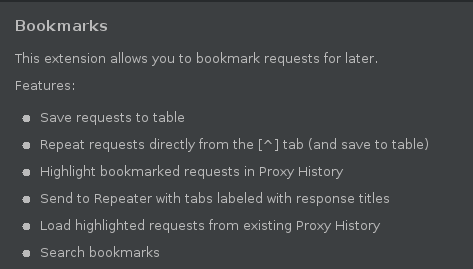 Bookmarks
This extension allows you to bookmark requests for later.
Features:
Save requests to table
Repeat requests directly from the [^] tab (and save to table)
Highlight bookmarked requests in Proxy History
Send to Repeater with tabs labeled with response titles
Load highlighted requests from existing Proxy History
Search bookmarks